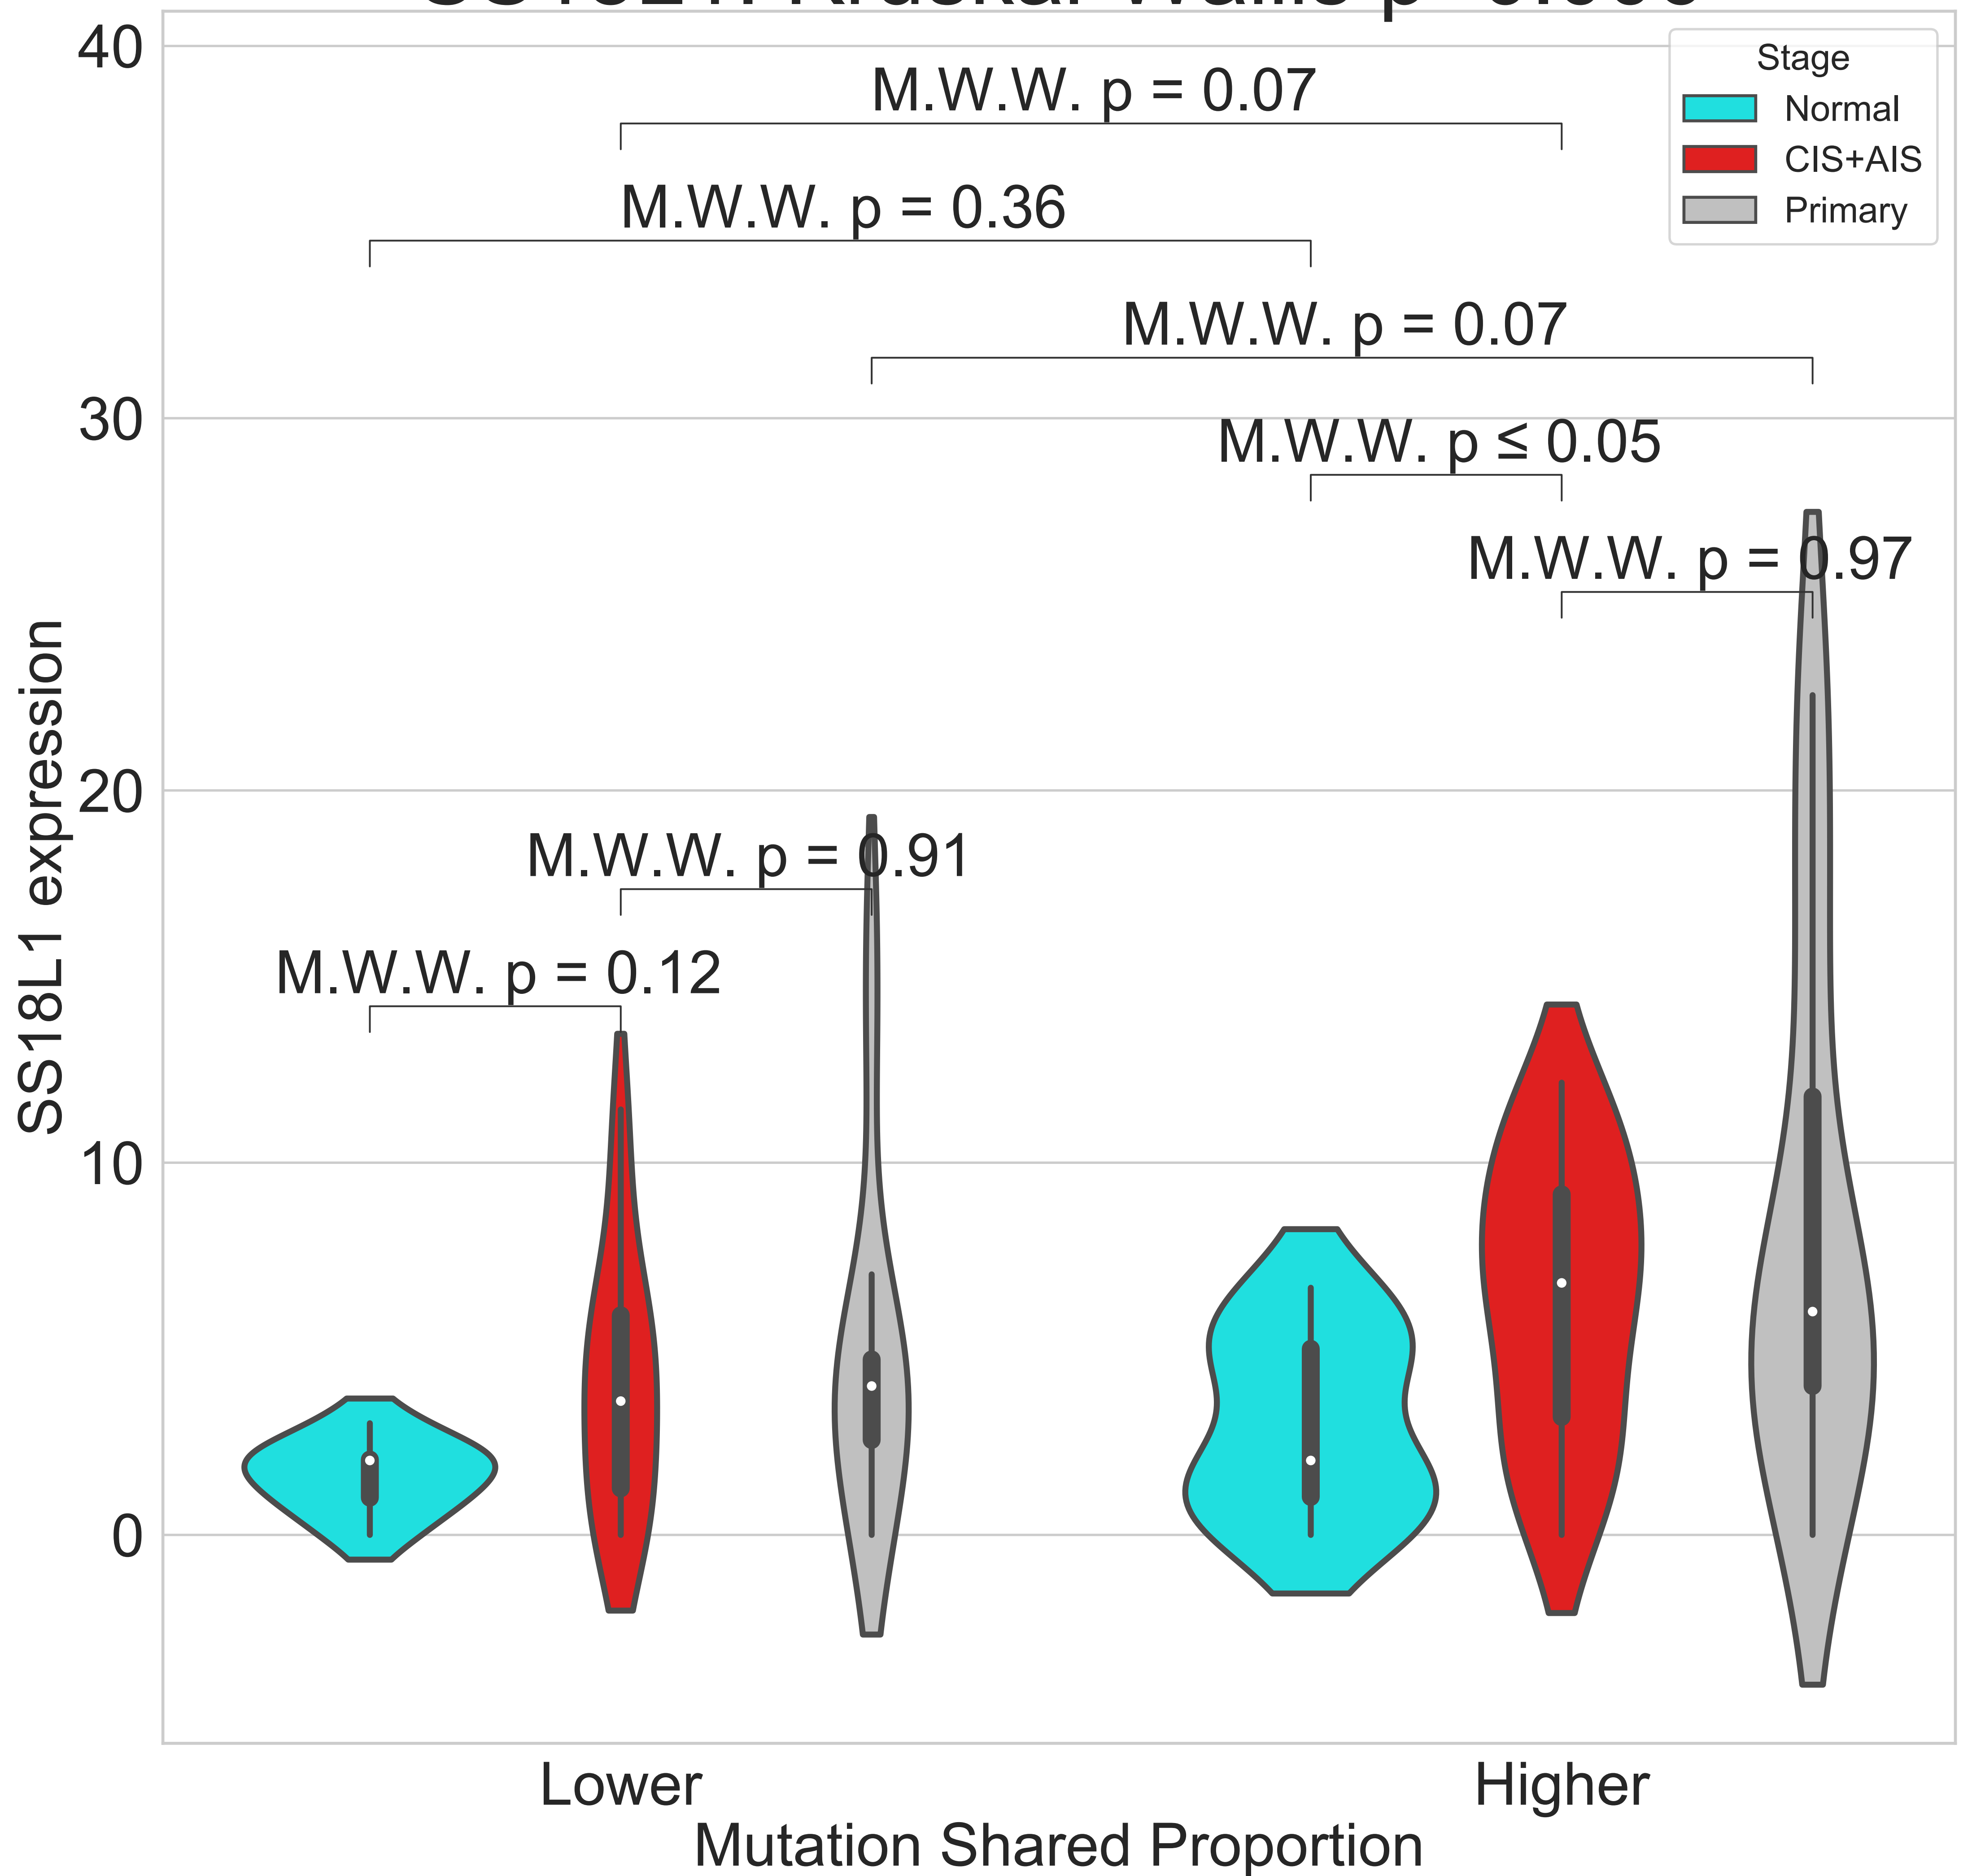 40
30
20
10
0
SS18L1 expression
M.W.W. p = 0.07
M.W.W. p = 0.36
M.W.W. p = 0.07
M.W.W. p ≤ 0.05
M.W.W. p = 0.97
M.W.W. p = 0.91
M.W.W. p = 0.12
Stage
Normal
CIS+AIS
Primary
Lower
Higher
Mutation Shared Proportion